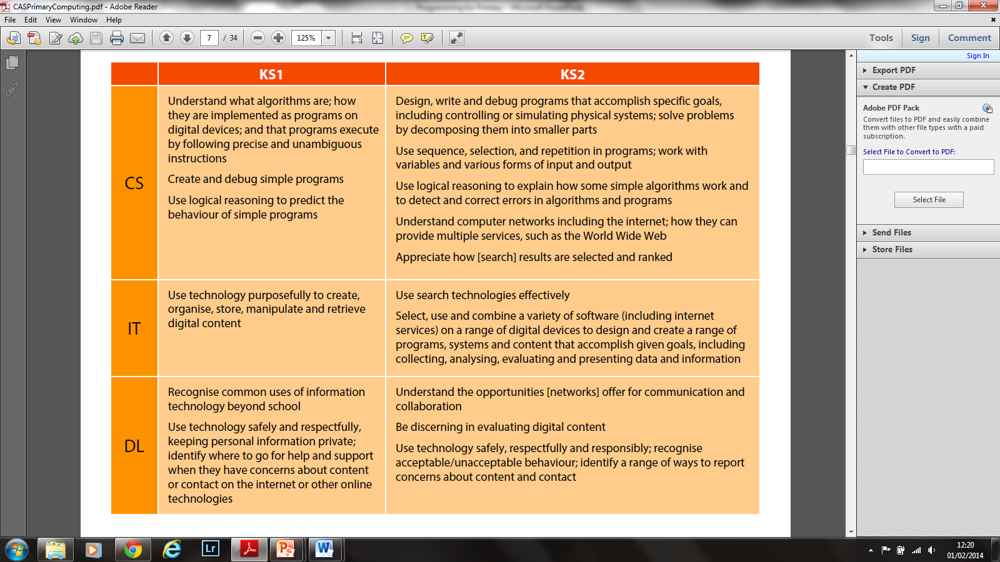 CASPrimaryComputing.pdf - Adobe Reader
File Edit View Window Help
7 / 34 125% Tools Sign Comment
Sign In
Export PDF
Create PDF
Adobe PDF Pack
Convert files to PDF and easily combine
them with other file types with a paid
subscription.
Select File to Convert to PDF:
Select File
Send Files
Store Files
KS1 KS2
CS
Understand what algorithms are; how
they are implemented as programs on
digital devices; and that programs execute
by following precise and unambiguous
instructions
Create and debug simple programs
Use logical reasoning to predict the
behaviour of simple programs
Design, write and debug programs that accomplish specific goals,
including controlling or simulating physical systems; solve problems
by decomposing them into smaller parts
Use sequence, selection, and repetition in programs; work with
variables and various forms of input and output
Use logical reasoning to explain how some simple algorithms work and
to detect and correct errors in algorithms and programs
Understand computer networks including the internet; how they can
provide multiple services, such as the World Wide Web
Appreciate how [search] results are selected and ranked
IT
Use technology purposefully to create,
organise, store, manipulate and retrieve
digital content
Use search technologies effectively
Select, use and combine a variety of software (including internet
services) on a range of digital devices to design and create a range of
programs, systems and content that accomplish given goals, including
collecting, analysing, evaluating and presenting data and information
DL
Recognise common uses of information
technology beyond school
Use technology safely and respectfully,
keeping personal information private;
identify where to go for help and support
when they have concerns about content
or contact on the internet or other online
technologies
Understand the opportunities [networks] offer for communication and
collaboration
Be discerning in evaluating digital content
Use technology safely, respectfully and responsibly; recognise
acceptable/unacceptable behaviour; identify a range of ways to report
concerns about content and contact
Lr
12:20
01/02/2014